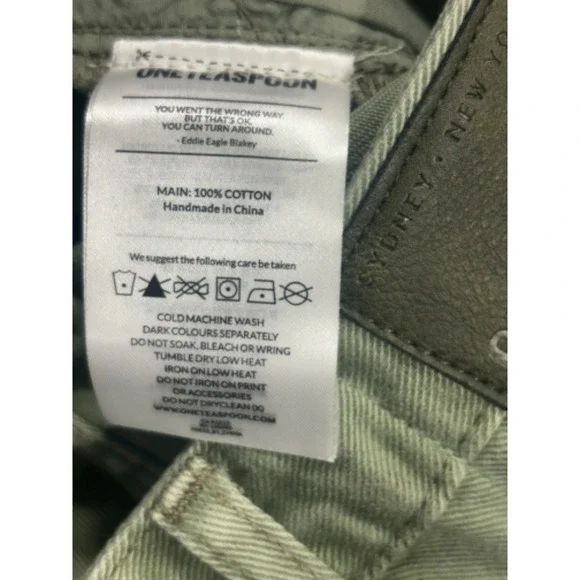 ONETEASPOON
YOU WENT THE WRONG WAY
BUT THAT'S OK.
YOU CAN TURN AROUND.
- Eddie Eagle Blakey
MAIN: 100% COTTON
Handmade in China
We suggest the following care be taken
COLD MACHINE WASH
DARK COLOURS SEPARATELY
DO NOT SOAK, BLEACH OR WRING
TUMBLE DRY LOW HEAT
IRON ON LOW HEAT
DO NOT IRON ON PRINT
OR ACCESSORIES
DO NOT DRYCLEAN
WWW.ONETEASPOON.COM
SYDNEY • NEW YO